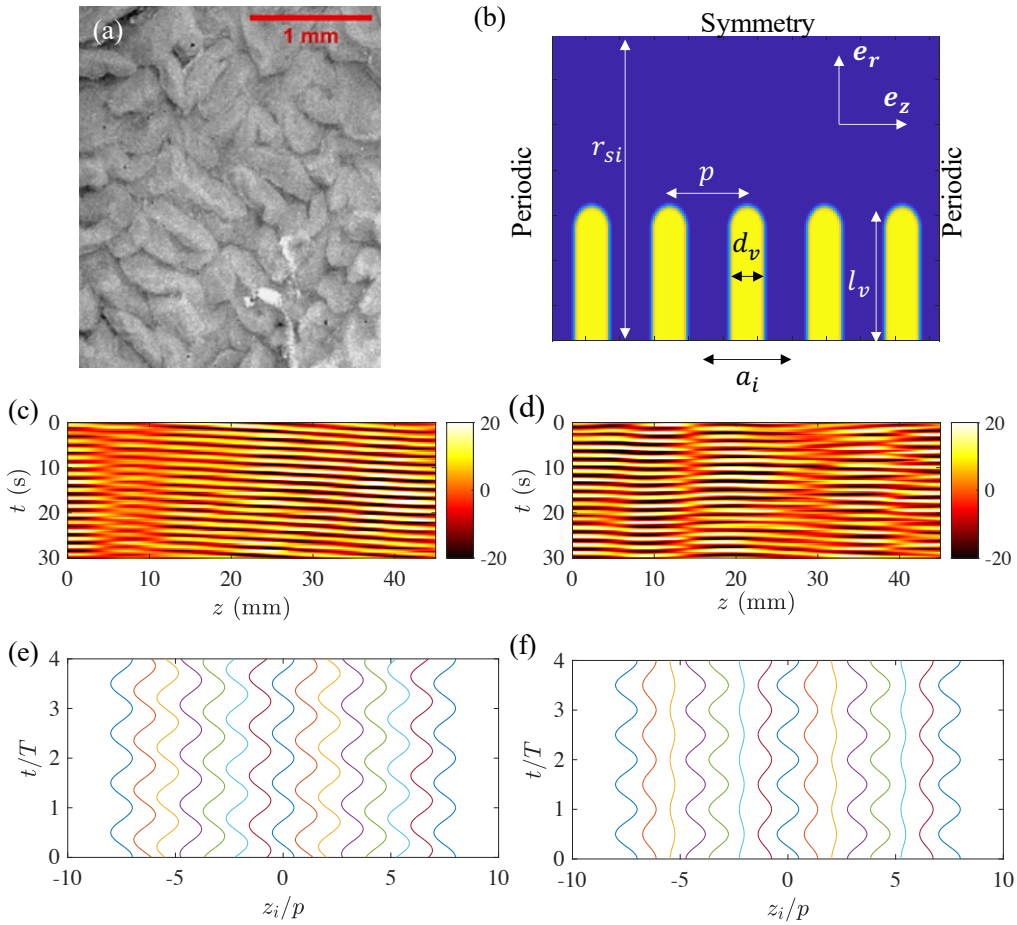 (a)
1 mm
(b)
Symmetry
e_r
e_z
r_si
p
d_v
l_v
a_i
Periodic
Periodic
(c)
0
10
20
30
t (s)
0 10 20 30 40
z (mm)
20
0
-20
(d)
0
10
20
30
t (s)
0 10 20 30 40
z (mm)
20
0
-20
(e)
4
3
2
1
0
t/T
-10 -5 0 5 10
z_i/p
(f)
4
3
2
1
0
t/T
-10 -5 0 5 10
z_i/p